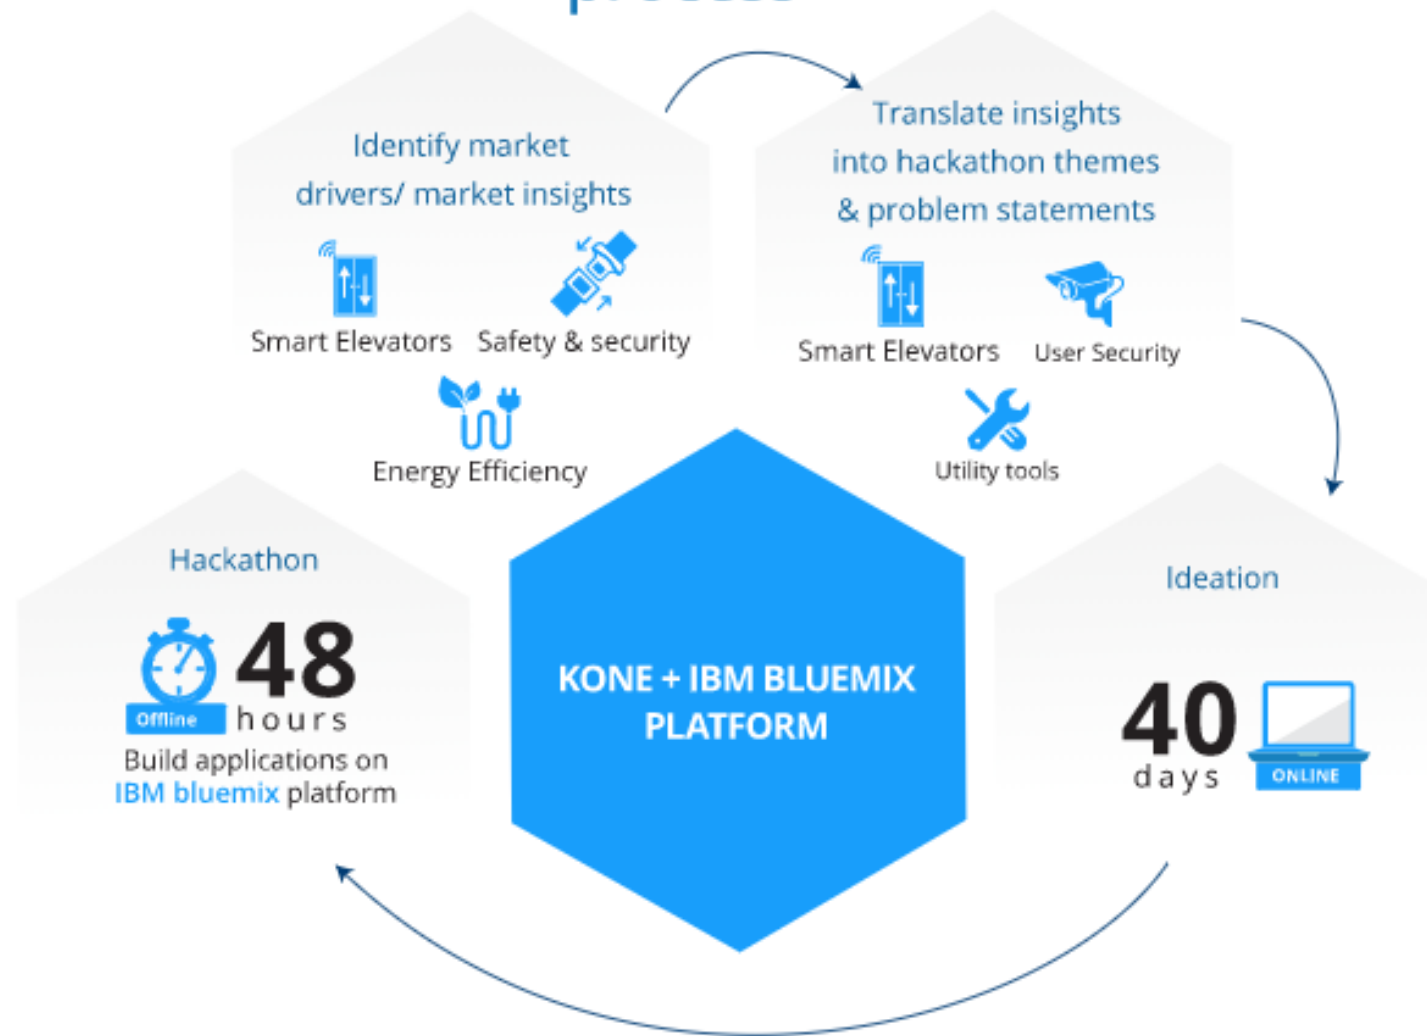 process
Identify market
drivers/ market insights
Smart Elevators
Safety & security
Energy Efficiency
Translate insights
into hackathon themes
& problem statements
Smart Elevators
User Security
Utility tools
Ideation
40
days
ONLINE
Hackathon
48
hours
Offline
Build applications on
IBM bluemix platform
KONE + IBM BLUEMIX
PLATFORM